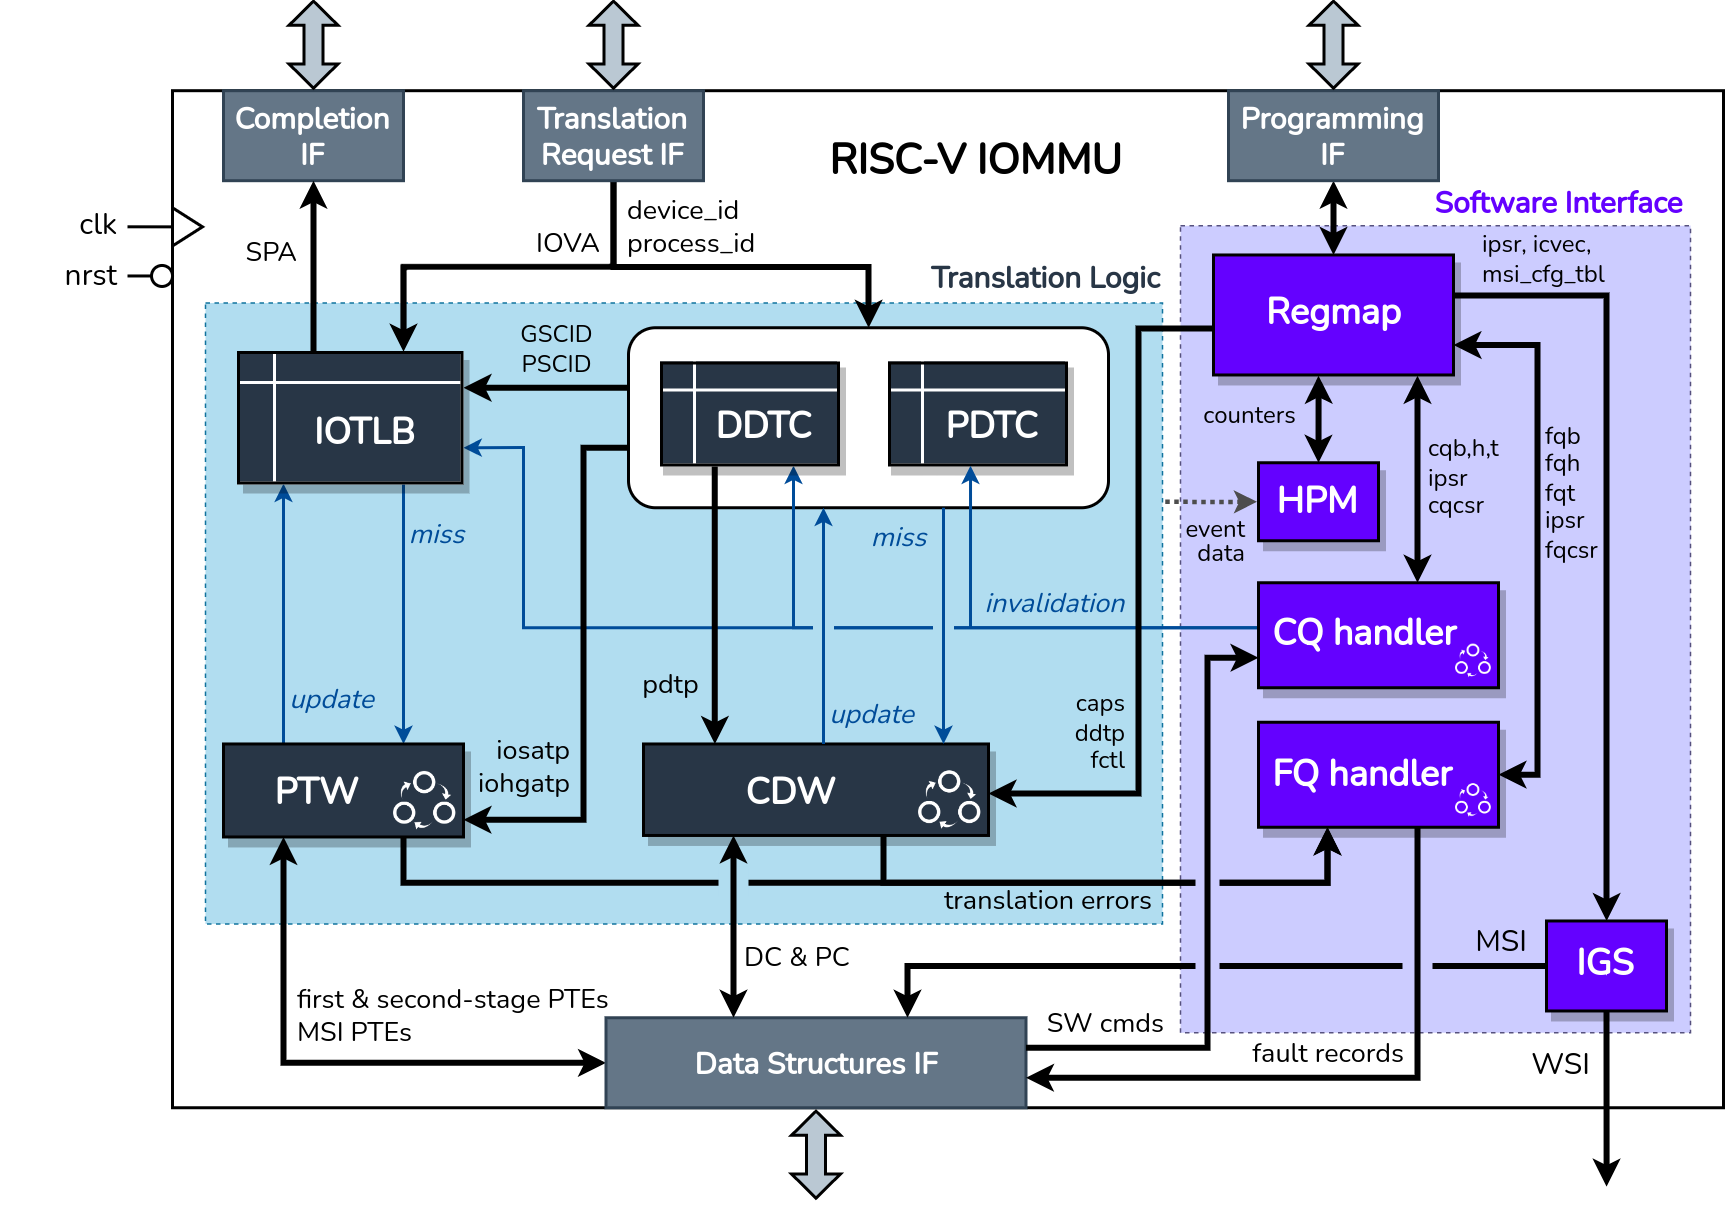 Completion
IF
Translation
Request IF
RISC-V IOMMU
Programming
IF
Software Interface
clk
nrst
SPA
IOVA
device_id
process_id
Translation Logic
ipsr, icvec,
msi_cfg_tbl
Regmap
GSCID
PSCID
IOTLB
DDTC
PDTC
counters
HPM
event
data
cqb,h,t
ipsr
cqcsr
fqb
fqh
fqt
ipsr
fqcsr
miss
miss
invalidation
CQ handler
update
pdtp
update
caps
ddtp
fctl
iosatp
iohgatp
PTW
CDW
FQ handler
translation errors
DC & PC
MSI
IGS
first & second-stage PTEs
MSI PTEs
Data Structures IF
SW cmds
fault records
WSI